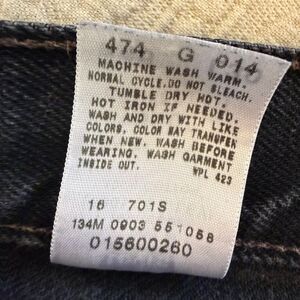 474 G 014
MACHINE WASH WARM.
NORMAL CYCLE. DO NOT BLEACH.
TUMBLE DRY HOT.
HOT IRON IF NEEDED.
WASH AND DRY WITH LIKE
COLORS, COLOR MAY TRANSFER
WHEN NEW. WASH BEFORE
WEARING. WASH GARMENT
INSIDE OUT. WPL 423
16 701S
134M 0903 551058
015600260